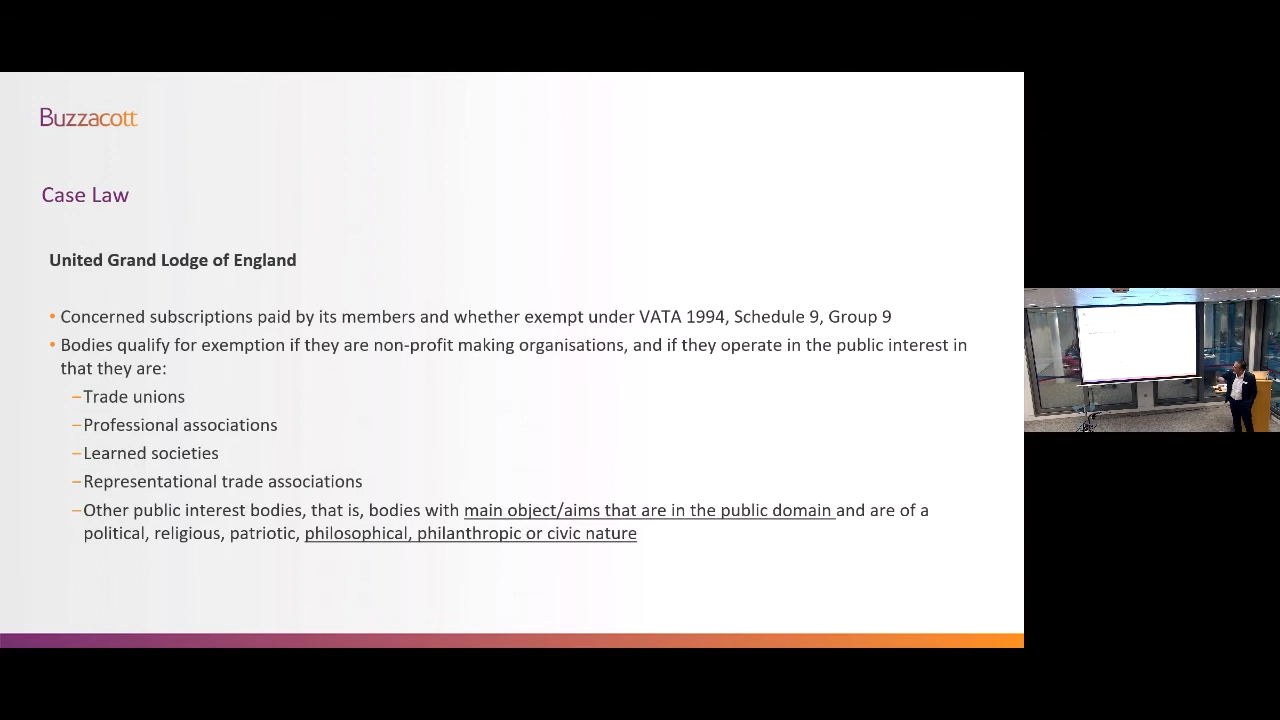 Buzzacott
Case Law
United Grand Lodge of England
• Concerned subscriptions paid by its members and whether exempt under VATA 1994, Schedule 9, Group 9
• Bodies qualify for exemption if they are non-profit making organisations, and if they operate in the public interest in
that they are:
–Trade unions
–Professional associations
–Learned societies
–Representational trade associations
–Other public interest bodies, that is, bodies with main object/aims that are in the public domain and are of a
political, religious, patriotic, philosophical, philanthropic or civic nature